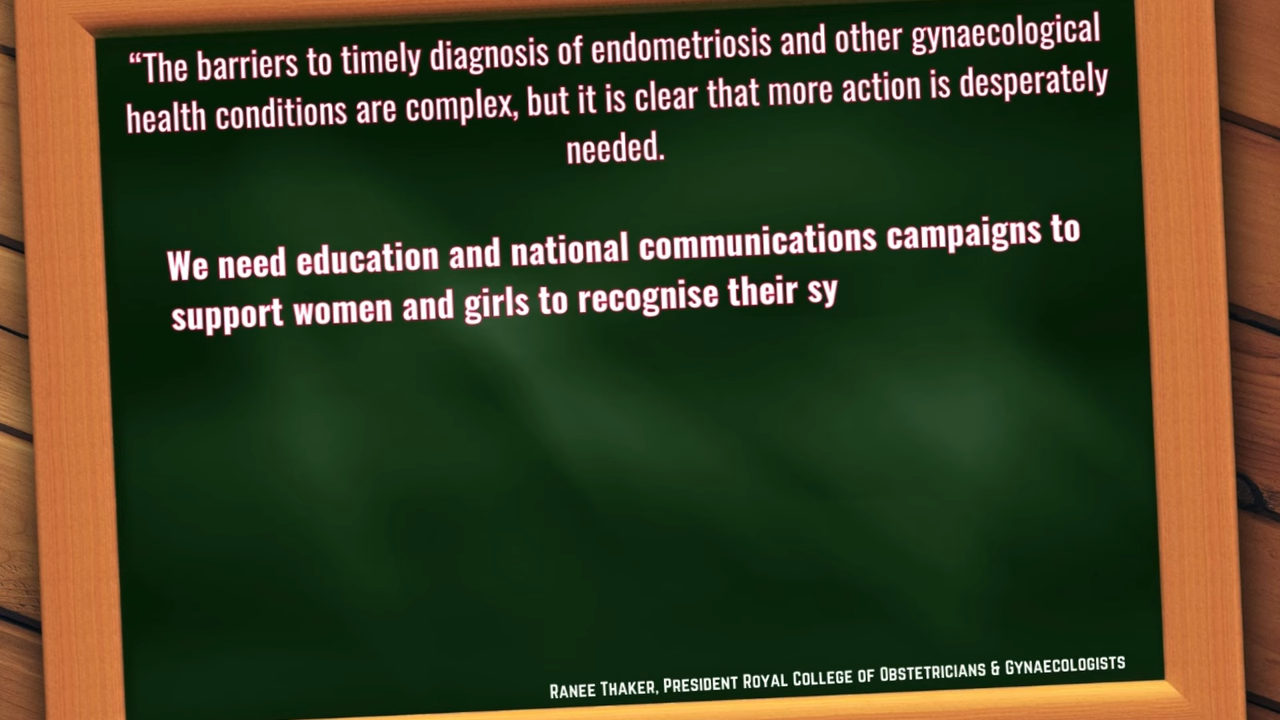 “The barriers to timely diagnosis of endometriosis and other gynaecological
health conditions are complex, but it is clear that more action is desperately
needed.
We need education and national communications campaigns to
support women and girls to recognise their sy
Ranee Thaker, President Royal College of Obstetricians & Gynaecologists